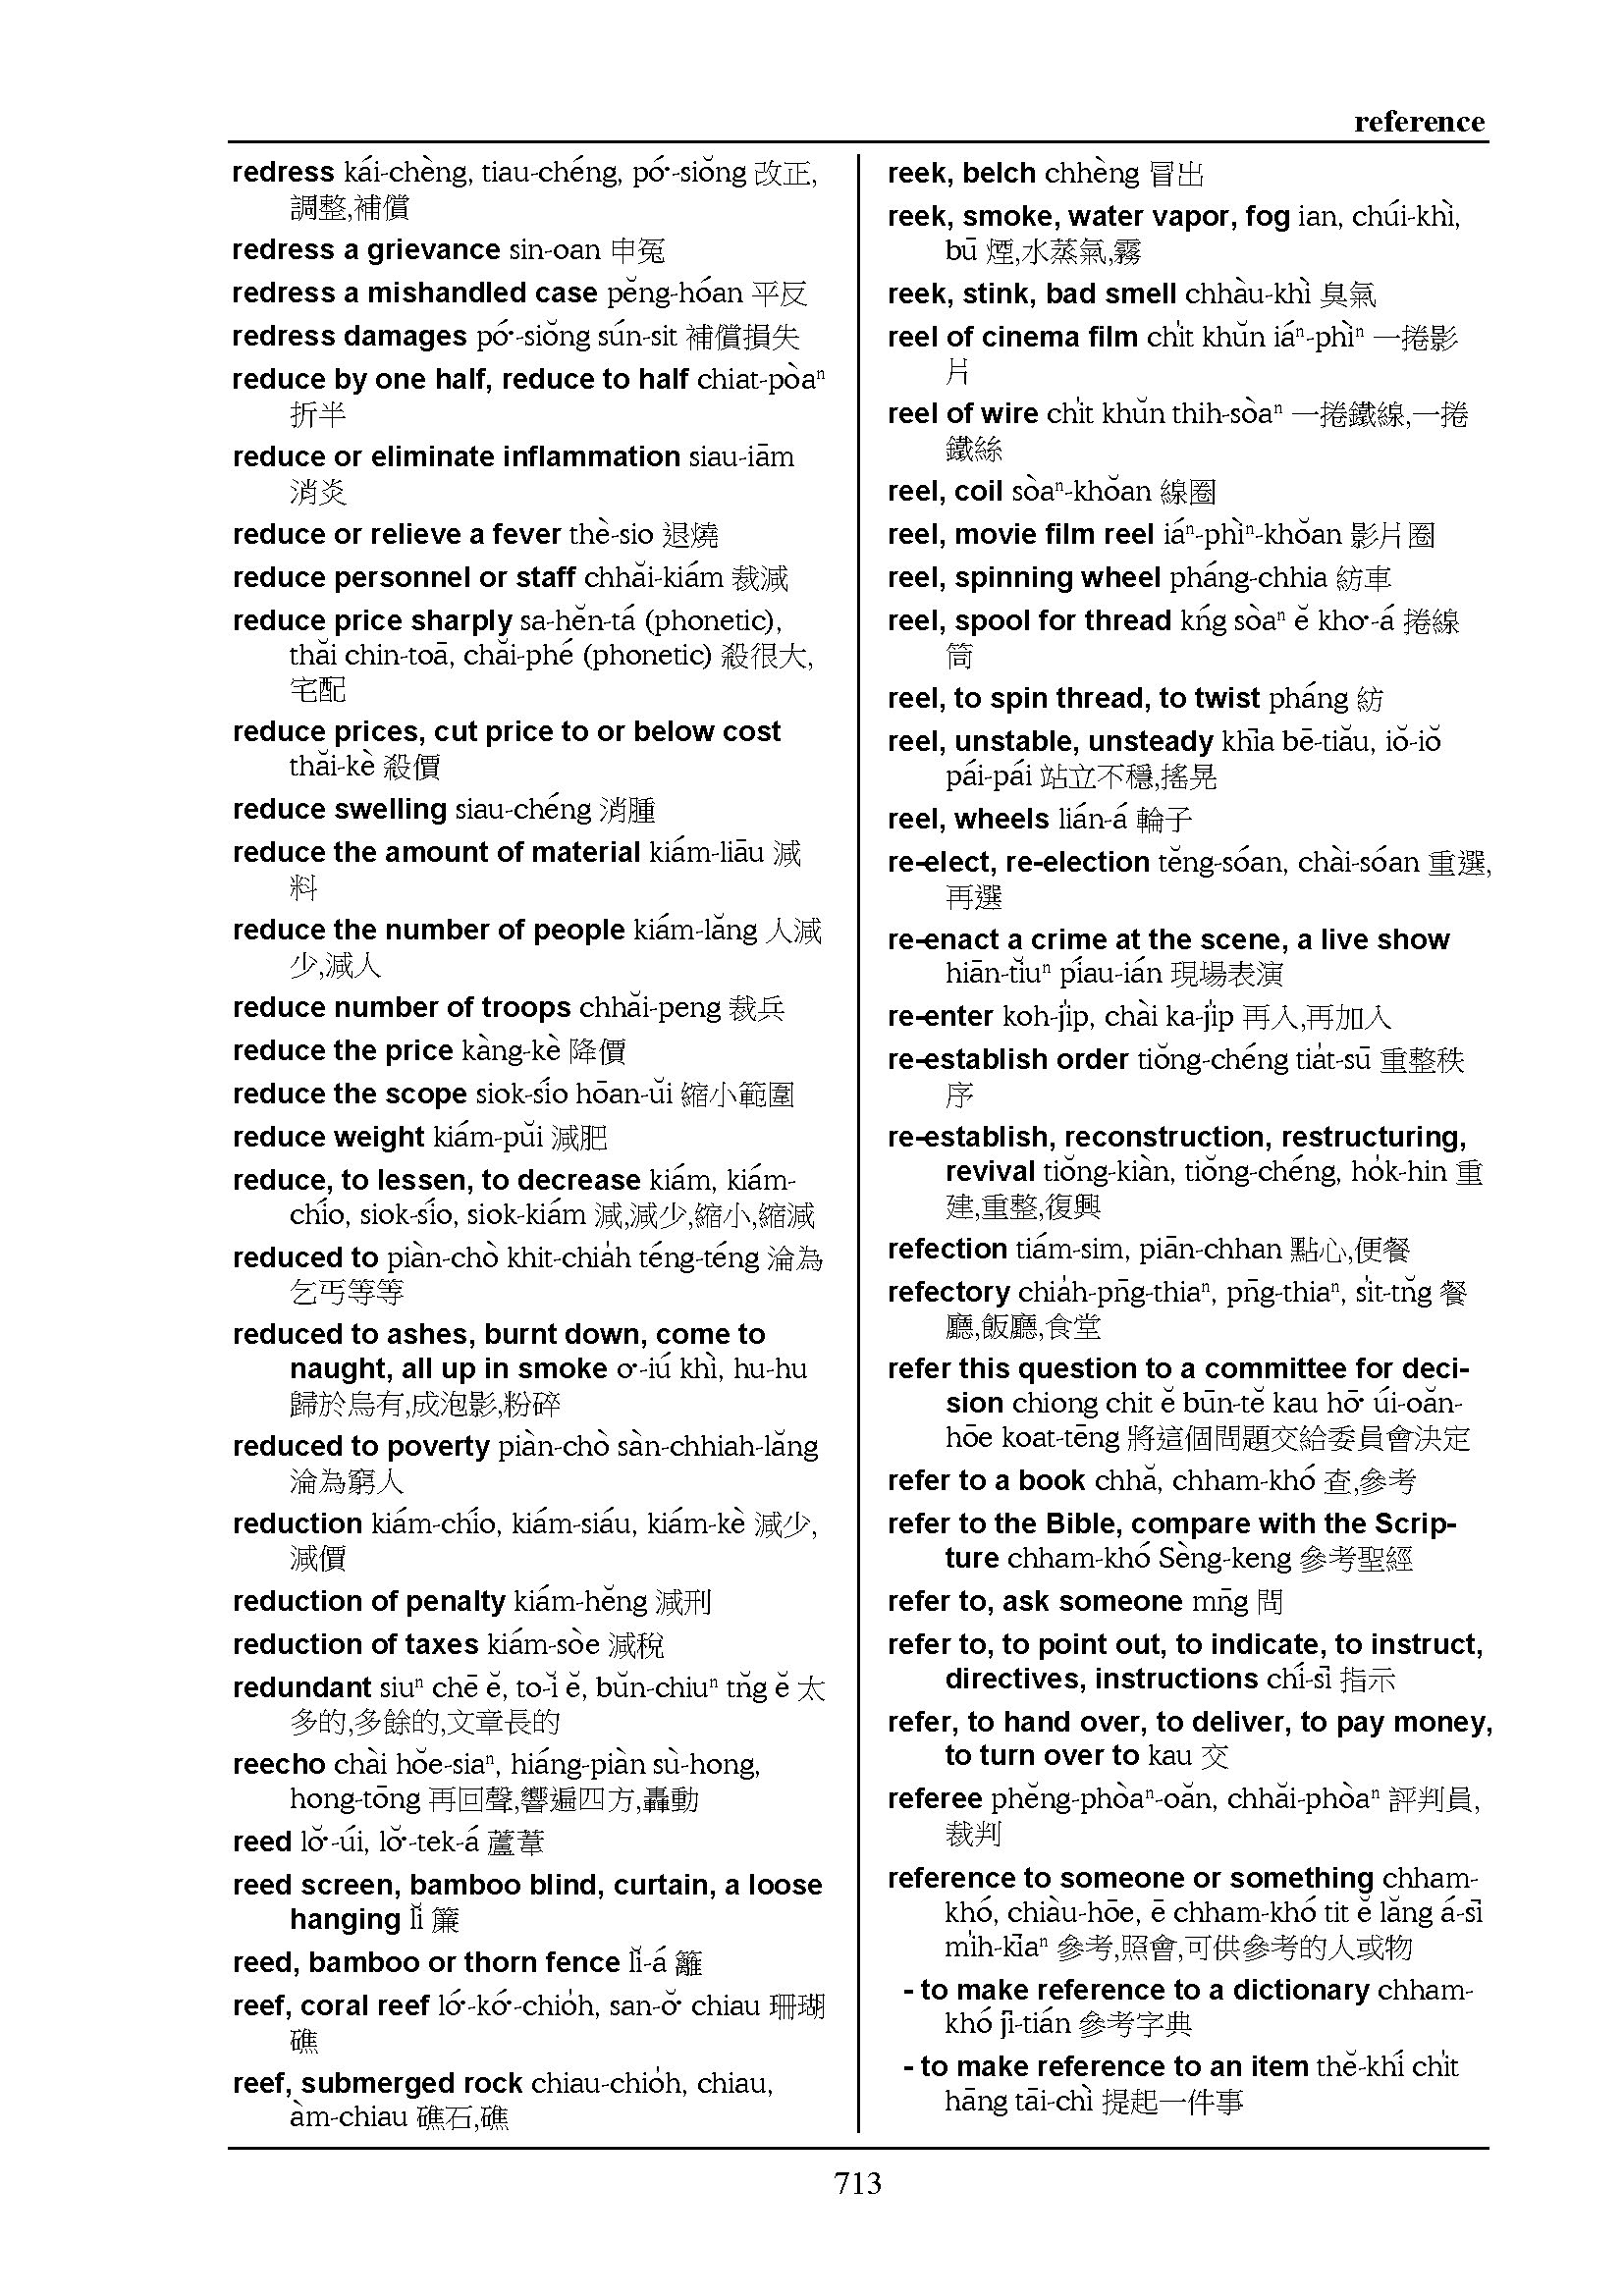 reference
redress kái-chèng, tiau-chéng, pó͘-siŏng 改正,
調整,補償
redress a grievance sin-oan 申冤
redress a mishandled case pĕng-hóan 平反
redress damages pó͘-siŏng sún-sit 補償損失
reduce by one half, reduce to half chiat-pòaⁿ
折半
reduce or eliminate inflammation siau-iām
消炎
reduce or relieve a fever thè-sio 退燒
reduce personnel or staff chhăi-kiám 裁減
reduce price sharply sa-hĕn-tá (phonetic),
thăi chin-toā, chăi-phé (phonetic) 殺很大,
宅配
reduce prices, cut price to or below cost
thăi-kè 殺價
reduce swelling siau-chéng 消腫
reduce the amount of material kiám-liāu 減
料
reduce the number of people kiám-lăng 人減
少,減人
reduce number of troops chhăi-peng 裁兵
reduce the price kàng-kè 降價
reduce the scope siok-sío hōan-ŭi 縮小範圍
reduce weight kiám-pŭi 減肥
reduce, to lessen, to decrease kiám, kiám-
chío, siok-sío, siok-kiám 減,減少,縮小,縮減
reduced to piàn-chò khit-chia̍h téng-téng 淪為
乞丐等等
reduced to ashes, burnt down, come to
naught, all up in smoke o͘-iú khì, hu-hu
歸於烏有,成泡影,粉碎
reduced to poverty piàn-chò sàn-chhiah-lăng
淪為窮人
reduction kiám-chío, kiám-siáu, kiám-kè 減少,
減價
reduction of penalty kiám-hĕng 減刑
reduction of taxes kiám-sòe 減稅
redundant siuⁿ chē ĕ, to-ĭ ĕ, bŭn-chiuⁿ tn̆g ĕ 太
多的,多餘的,文章長的
reecho chài hŏe-siaⁿ, hiáng-piàn sù-hong,
hong-tōng 再回聲,響遍四方,轟動
reed lŏ͘-úi, lŏ͘-tek-á 蘆葦
reed screen, bamboo blind, curtain, a loose
hanging lĭ 簾
reed, bamboo or thorn fence lĭ-á 籬
reef, coral reef ló͘-kó͘-chio̍h, san-ŏ͘ chiau 珊瑚
礁
reef, submerged rock chiau-chio̍h, chiau,
àm-chiau 礁石,礁
reek, belch chhèng 冒出
reek, smoke, water vapor, fog ian, chúi-khì,
bū 煙,水蒸氣,霧
reek, stink, bad smell chhàu-khì 臭氣
reel of cinema film chi̍t khŭn iáⁿ-phìⁿ 一捲影
片
reel of wire chi̍t khŭn thih-sòaⁿ 一捲鐵線,一捲
鐵絲
reel, coil sòaⁿ-khŏan 線圈
reel, movie film reel iáⁿ-phìⁿ-khŏan 影片圈
reel, spinning wheel pháng-chhia 紡車
reel, spool for thread kńg sòaⁿ ĕ kho͘-á 捲線
筒
reel, to spin thread, to twist pháng 紡
reel, unstable, unsteady khīa bē-tiău, iŏ-iŏ
pái-pái 站立不穩,搖晃
reel, wheels lián-á 輪子
re-elect, re-election tĕng-sóan, chài-sóan 重選,
再選
re-enact a crime at the scene, a live show
hiān-tĭuⁿ píau-ián 現場表演
re-enter koh-ji̍p, chài ka-ji̍p 再入,再加入
re-establish order tiŏng-chéng tia̍t-sū 重整秩
序
re-establish, reconstruction, restructuring,
revival tiŏng-kiàn, tiŏng-chéng, ho̍k-hin 重
建,重整,復興
refection tiám-sim, piān-chhan 點心,便餐
refectory chia̍h-pn̄g-thiaⁿ, pn̄g-thiaⁿ, si̍t-tn̆g 餐
廳,飯廳,食堂
refer this question to a committee for deci-
sion chiong chit ĕ būn-tĕ kau hō͘ úi-oăn-
hōe koat-tēng 將這個問題交給委員會決定
refer to a book chhă, chham-khó 查,參考
refer to the Bible, compare with the Scrip-
ture chham-khó Sèng-keng 參考聖經
refer to, ask someone mn̄g 問
refer to, to point out, to indicate, to instruct,
directives, instructions chí-sī 指示
refer, to hand over, to deliver, to pay money,
to turn over to kau 交
referee phĕng-phòaⁿ-oăn, chhăi-phòaⁿ 評判員,
裁判
reference to someone or something chham-
khó, chiàu-hōe, ē chham-khó tit ĕ lăng á-sī
mi̍h-kīaⁿ 參考,照會,可供參考的人或物
- to make reference to a dictionary chham-
khó jī-tián 參考字典
- to make reference to an item thĕ-khí chi̍t
hāng tāi-chì 提起一件事
713